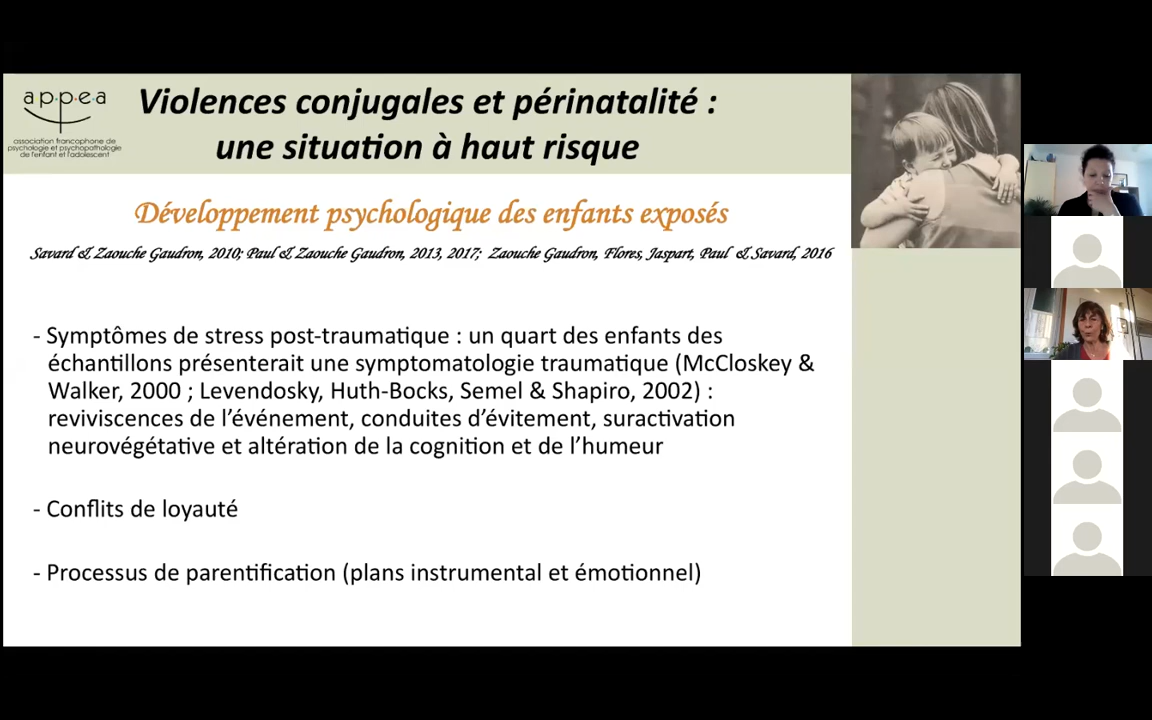 appea
association francophone de
psychologie et psychopathologie
de l'enfant et l'adolescent
Violences conjugales et périnatalité :
une situation à haut risque
Développement psychologique des enfants exposés
Savard & Zaouche Gaudron, 2010; Paul & Zaouche Gaudron, 2013, 2017; Zaouche Gaudron, Flores, Jaspart, Paul & Savard, 2016
- Symptômes de stress post-traumatique : un quart des enfants des
échantillons présenterait une symptomatologie traumatique (McCloskey &
Walker, 2000 ; Levendosky, Huth-Bocks, Semel & Shapiro, 2002) :
reviviscences de l’événement, conduites d’évitement, suractivation
neurovégétative et altération de la cognition et de l’humeur
- Conflits de loyauté
- Processus de parentification (plans instrumental et émotionnel)